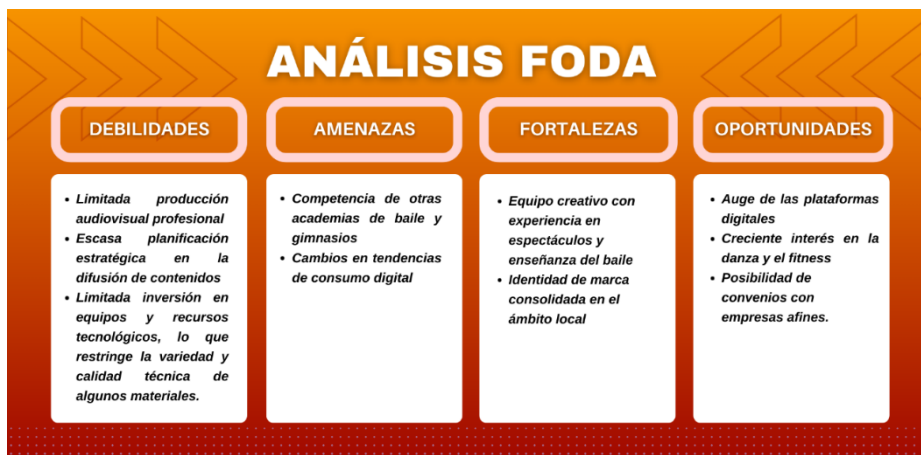 ANÁLISIS FODA
DEBILIDADES
• Limitada producción
audiovisual profesional
• Escasa planificación
estratégica en la
difusión de contenidos
• Limitada inversión en
equipos y recursos
tecnológicos, lo que
restringe la variedad y
calidad técnica de
algunos materiales.
AMENAZAS
• Competencia de otras
academias de baile y
gimnasios
• Cambios en tendencias
de consumo digital
FORTALEZAS
• Equipo creativo con
experiencia en
espectáculos y
enseñanza del baile
• Identidad de marca
consolidada en el
ámbito local
OPORTUNIDADES
• Auge de las plataformas
digitales
• Creciente interés en la
danza y el fitness
• Posibilidad de
convenios con
empresas afines.